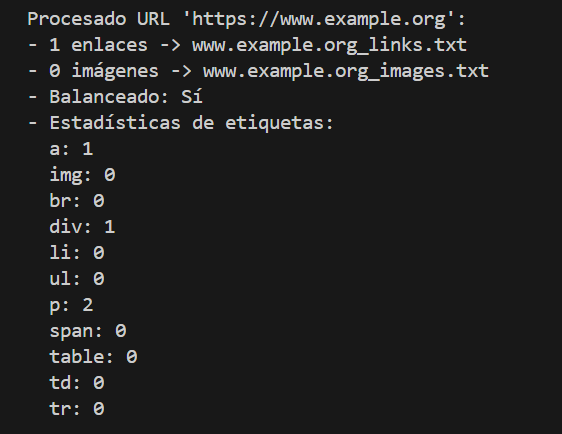 Procesado URL 'https://www.example.org':
- 1 enlaces -> www.example.org_links.txt
- 0 imágenes -> www.example.org_images.txt
- Balanceado: Sí
- Estadísticas de etiquetas:
a: 1
img: 0
br: 0
div: 1
li: 0
ul: 0
p: 2
span: 0
table: 0
td: 0
tr: 0